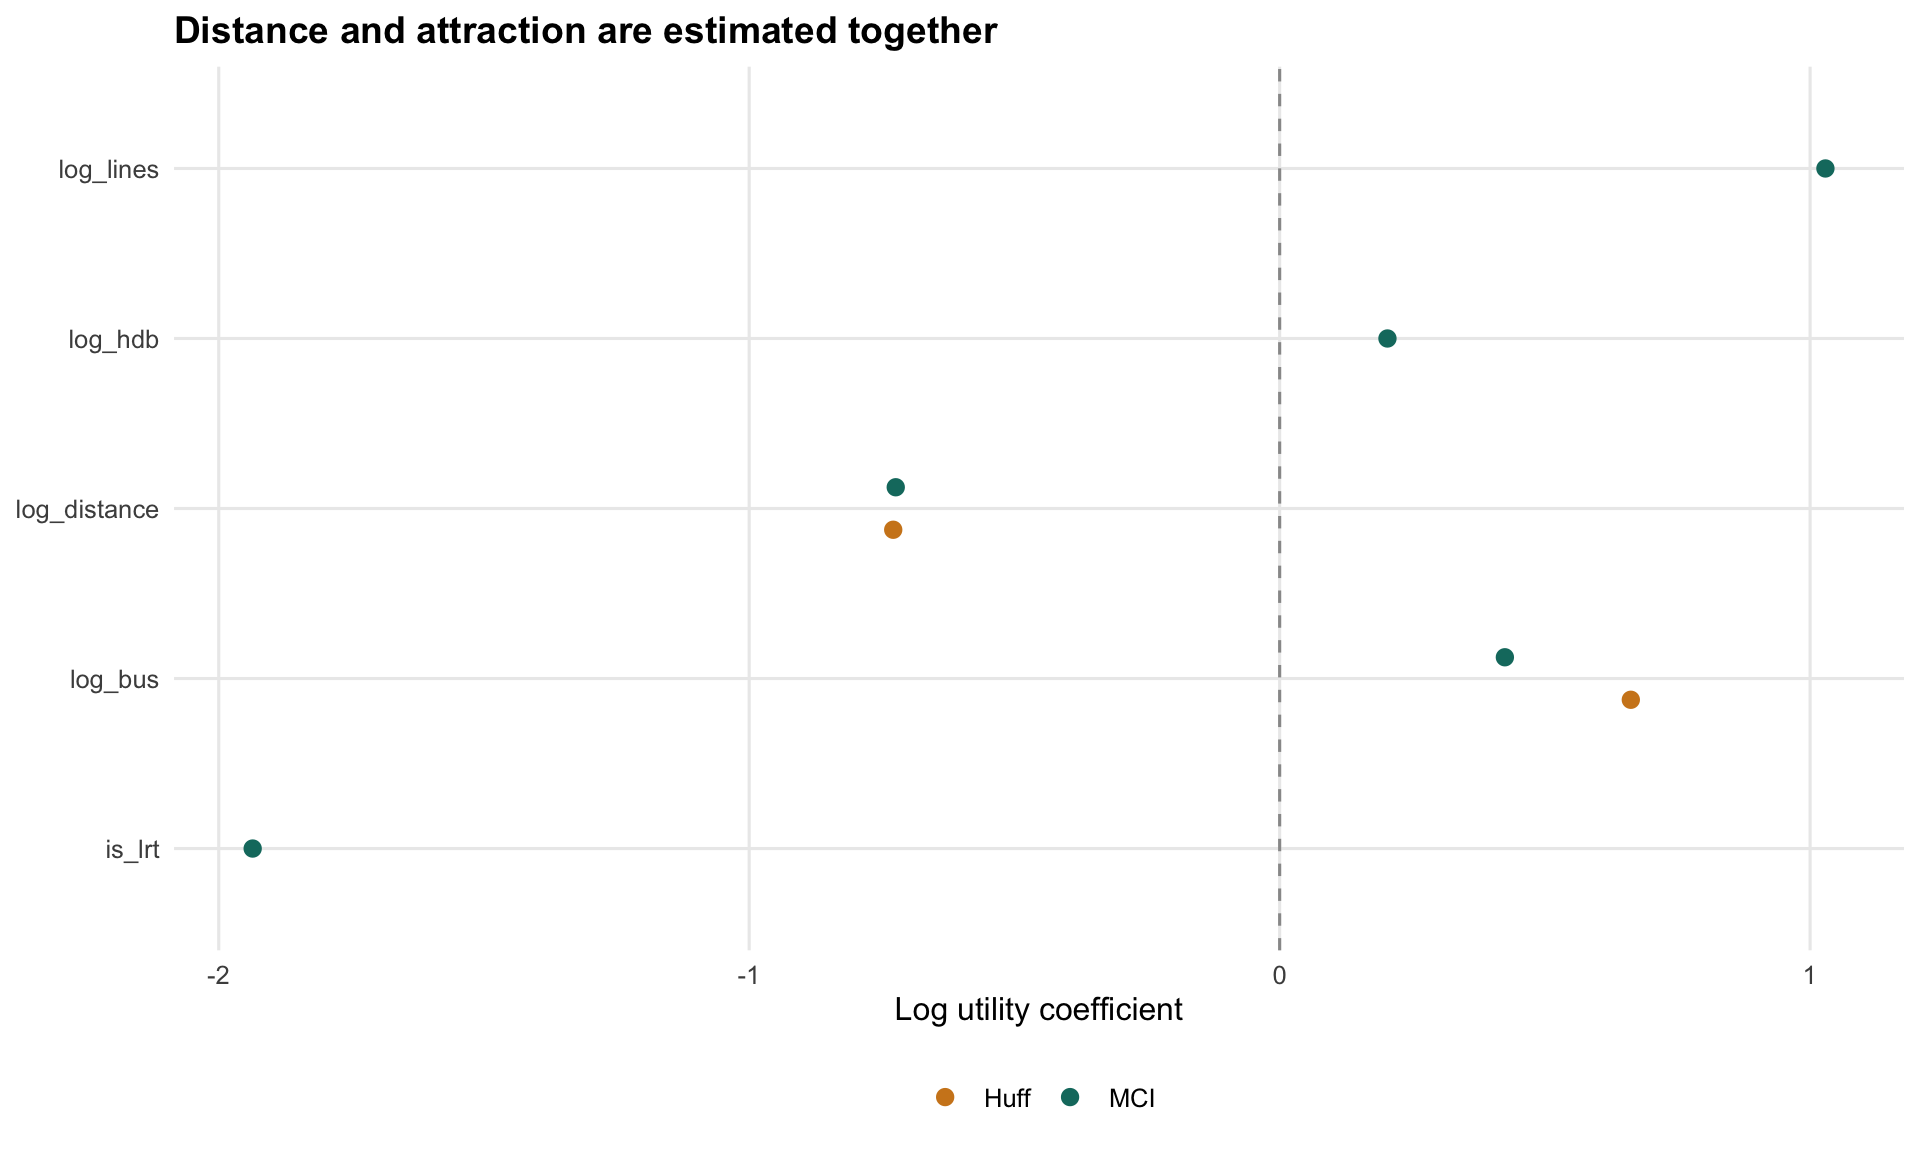 Distance and attraction are estimated together
log_lines
log_hdb
log_distance
log_bus
is_lrt
-2 -1 0 1
Log utility coefficient
Huff MCI